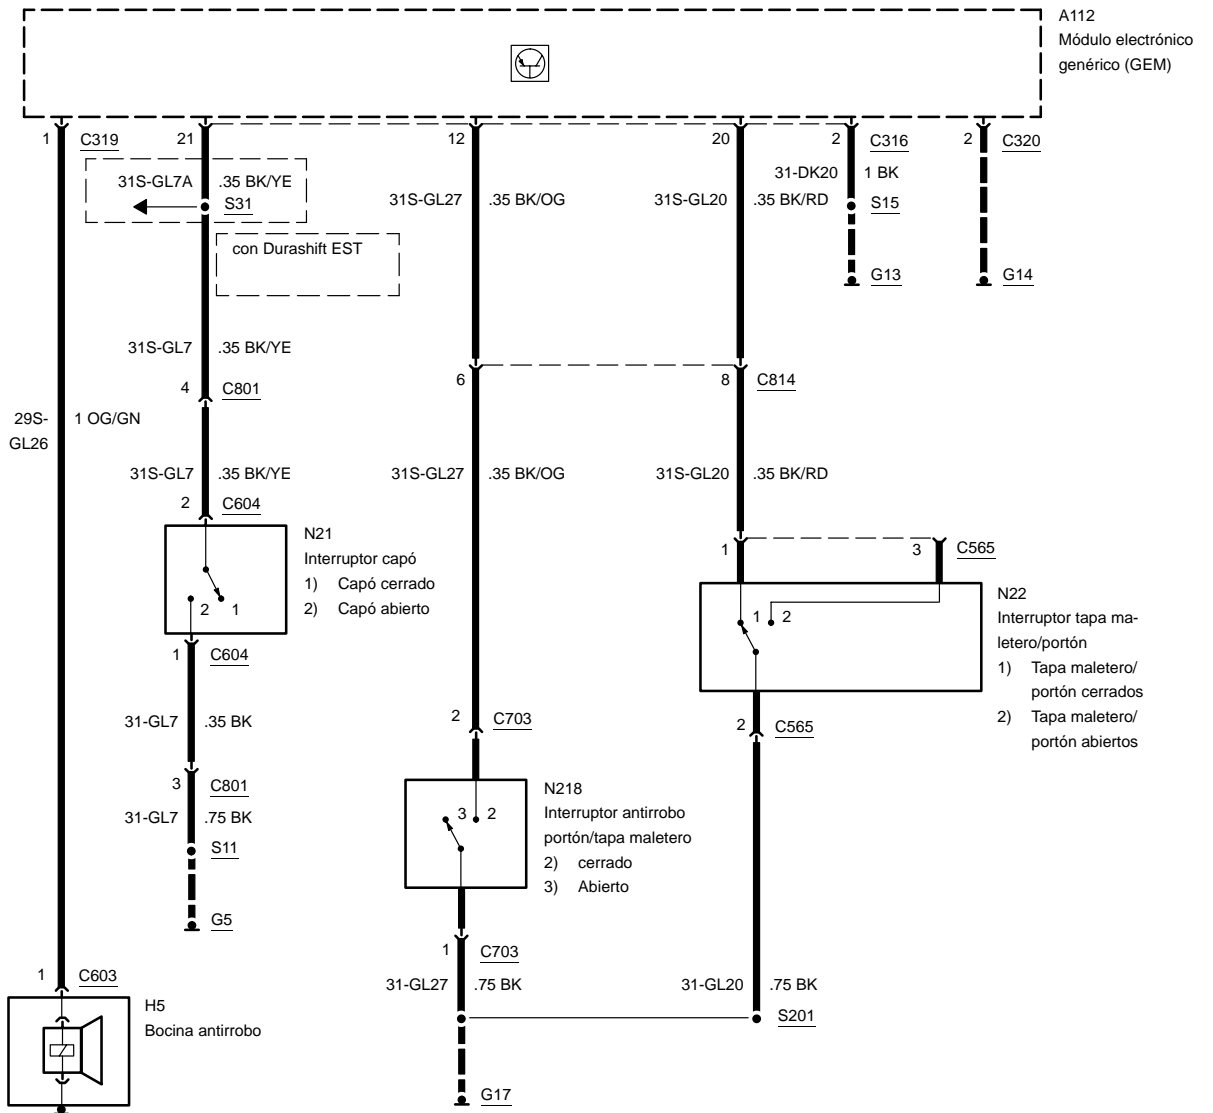 A112
Módulo electrónico
genérico (GEM)
1 C319 21 12 20 2 C316 2 C320
31S-GL7A .35 BK/YE
S31
31S-GL27 .35 BK/OG
31S-GL20 .35 BK/RD
31-DK20 1 BK
S15
con Durashift EST
G13
G14
31S-GL7 .35 BK/YE
4 C801
6
8 C814
29S-
GL26
1 OG/GN
31S-GL7 .35 BK/YE
31S-GL27 .35 BK/OG
31S-GL20 .35 BK/RD
2 C604
N21
Interruptor capó
1) Capó cerrado
2) Capó abierto
2 1
1 C604
1
3 C565
1 2
N22
Interruptor tapa ma-
letero/portón
1) Tapa maletero/
portón cerrados
2) Tapa maletero/
portón abiertos
31-GL7 .35 BK
2 C703
2 C565
3 C801
31-GL7 .75 BK
S11
G5
3 2
N218
Interruptor antirrobo
portón/tapa maletero
2) cerrado
3) Abierto
1 C703
1 C603
31-GL27 .75 BK
31-GL20 .75 BK
S201
H5
Bocina antirrobo
G17